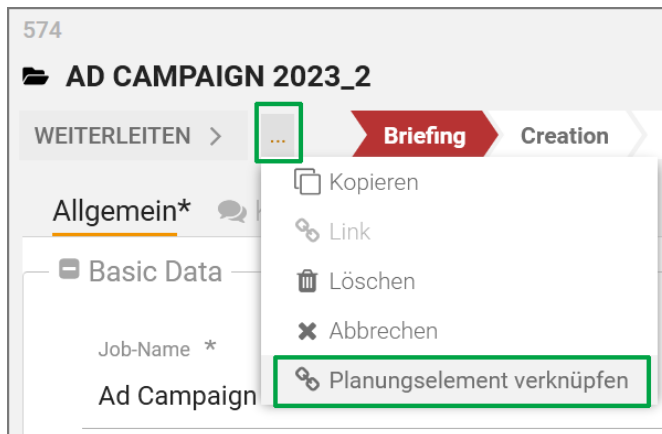 574
AD CAMPAIGN 2023_2
WEITERLEITEN > ... Briefing Creation
Kopieren
Allgemein*
Link
Basic Data
Löschen
Abbrechen
Job-Name *
Planungselement verknüpfen
Ad Campaign